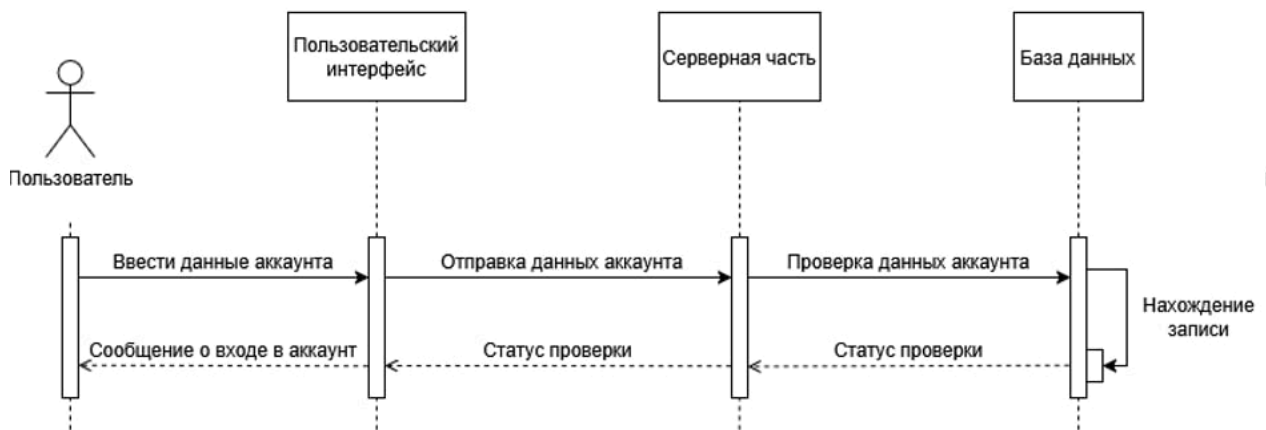 Пользовательский
интерфейс
Серверная часть
База данных
Пользователь
Ввести данные аккаунта
Отправка данных аккаунта
Проверка данных аккаунта
Нахождение
записи
Сообщение о входе в аккаунт
Статус проверки
Статус проверки